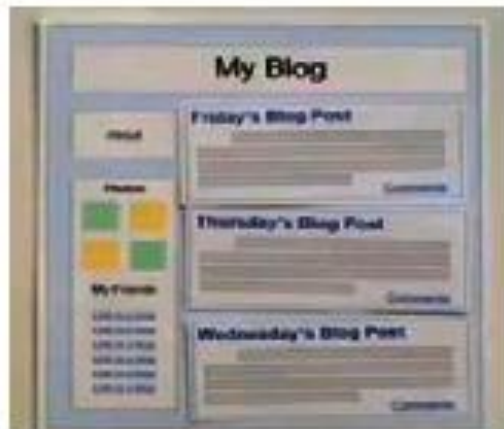 My Blog
About
Photos
My Friends
Friday's Blog Post
Comments
Thursday's Blog Post
Comments
Wednesday's Blog Post
Comments